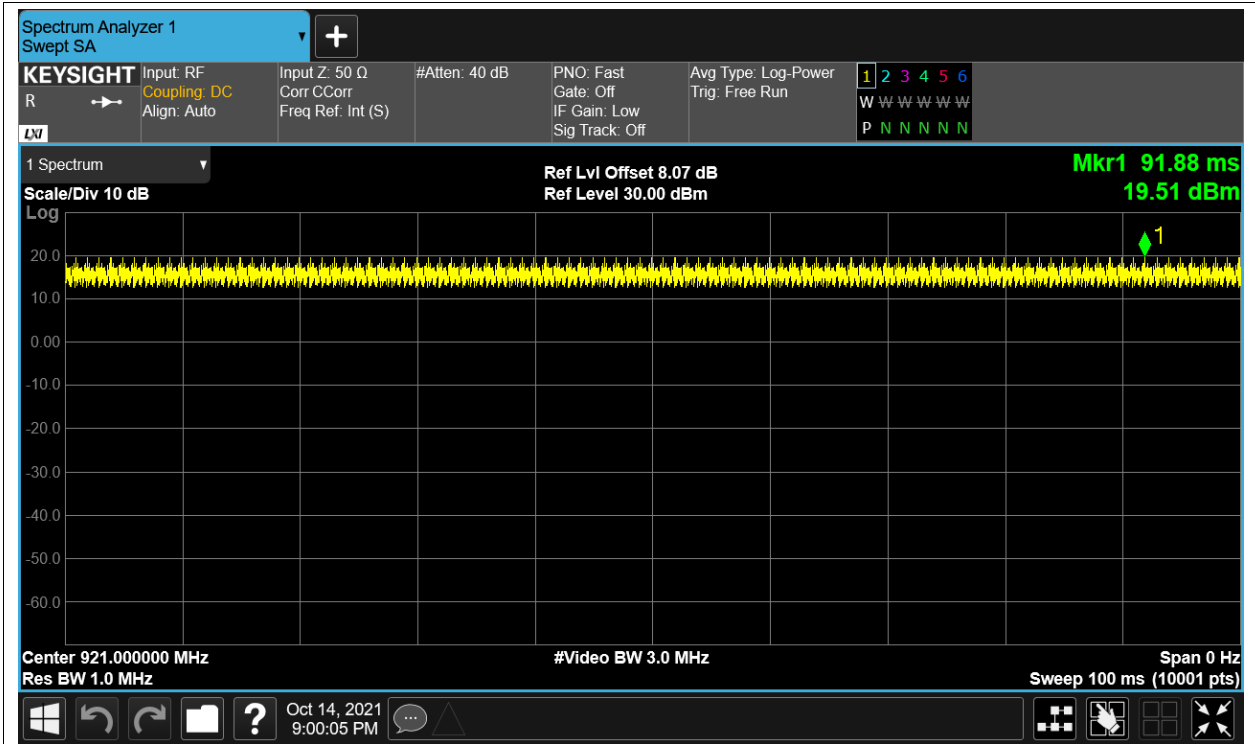 Spectrum Analyzer 1
Swept SA
KEYSIGHT
R
LXI
Input: RF
Coupling: DC
Align: Auto
Input Z: 50 Ω
Corr CCorr
Freq Ref: Int (S)
#Atten: 40 dB
PNO: Fast
Gate: Off
IF Gain: Low
Sig Track: Off
Avg Type: Log-Power
Trig: Free Run
1 2 3 4 5 6
W W W W W W
P N N N N N
1 Spectrum
Scale/Div 10 dB
Log
Ref Lvl Offset 8.07 dB
Ref Level 30.00 dBm
Mkr1 91.88 ms
19.51 dBm
1
20.0
10.0
0.00
-10.0
-20.0
-30.0
-40.0
-50.0
-60.0
Center 921.000000 MHz
#Video BW 3.0 MHz
Span 0 Hz
Res BW 1.0 MHz
Sweep 100 ms (10001 pts)
?
Oct 14, 2021
9:00:05 PM